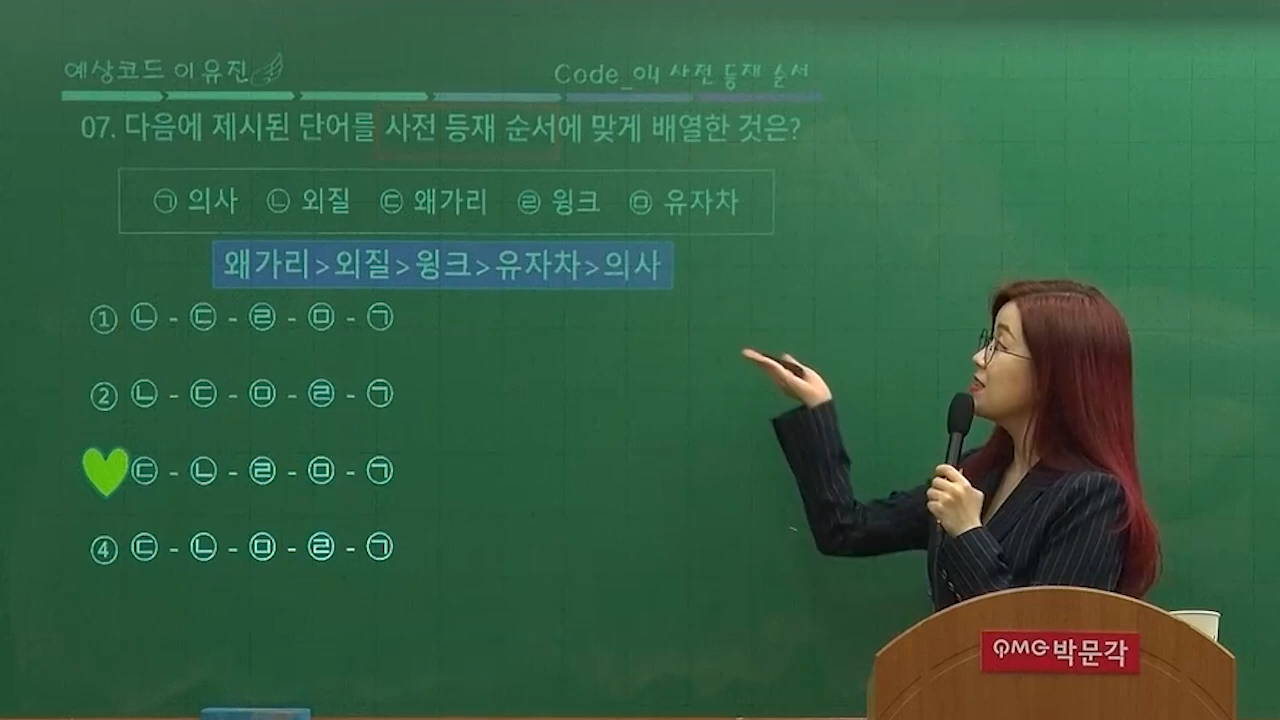 예상코드 이유진
Code_04 사전 등재 순서
07. 다음에 제시된 단어를 사전 등재 순서에 맞게 배열한 것은?
㉠ 의사 ㉡ 외질 ㉢ 왜가리 ㉣ 윙크 ㉤ 유자차
왜가리>외질>윙크>유자차>의사
① ㉡ - ㉢ - ㉣ - ㉤ - ㉠
② ㉡ - ㉢ - ㉤ - ㉣ - ㉠
㉢ - ㉡ - ㉣ - ㉤ - ㉠
④ ㉢ - ㉡ - ㉤ - ㉣ - ㉠
PMG박문각